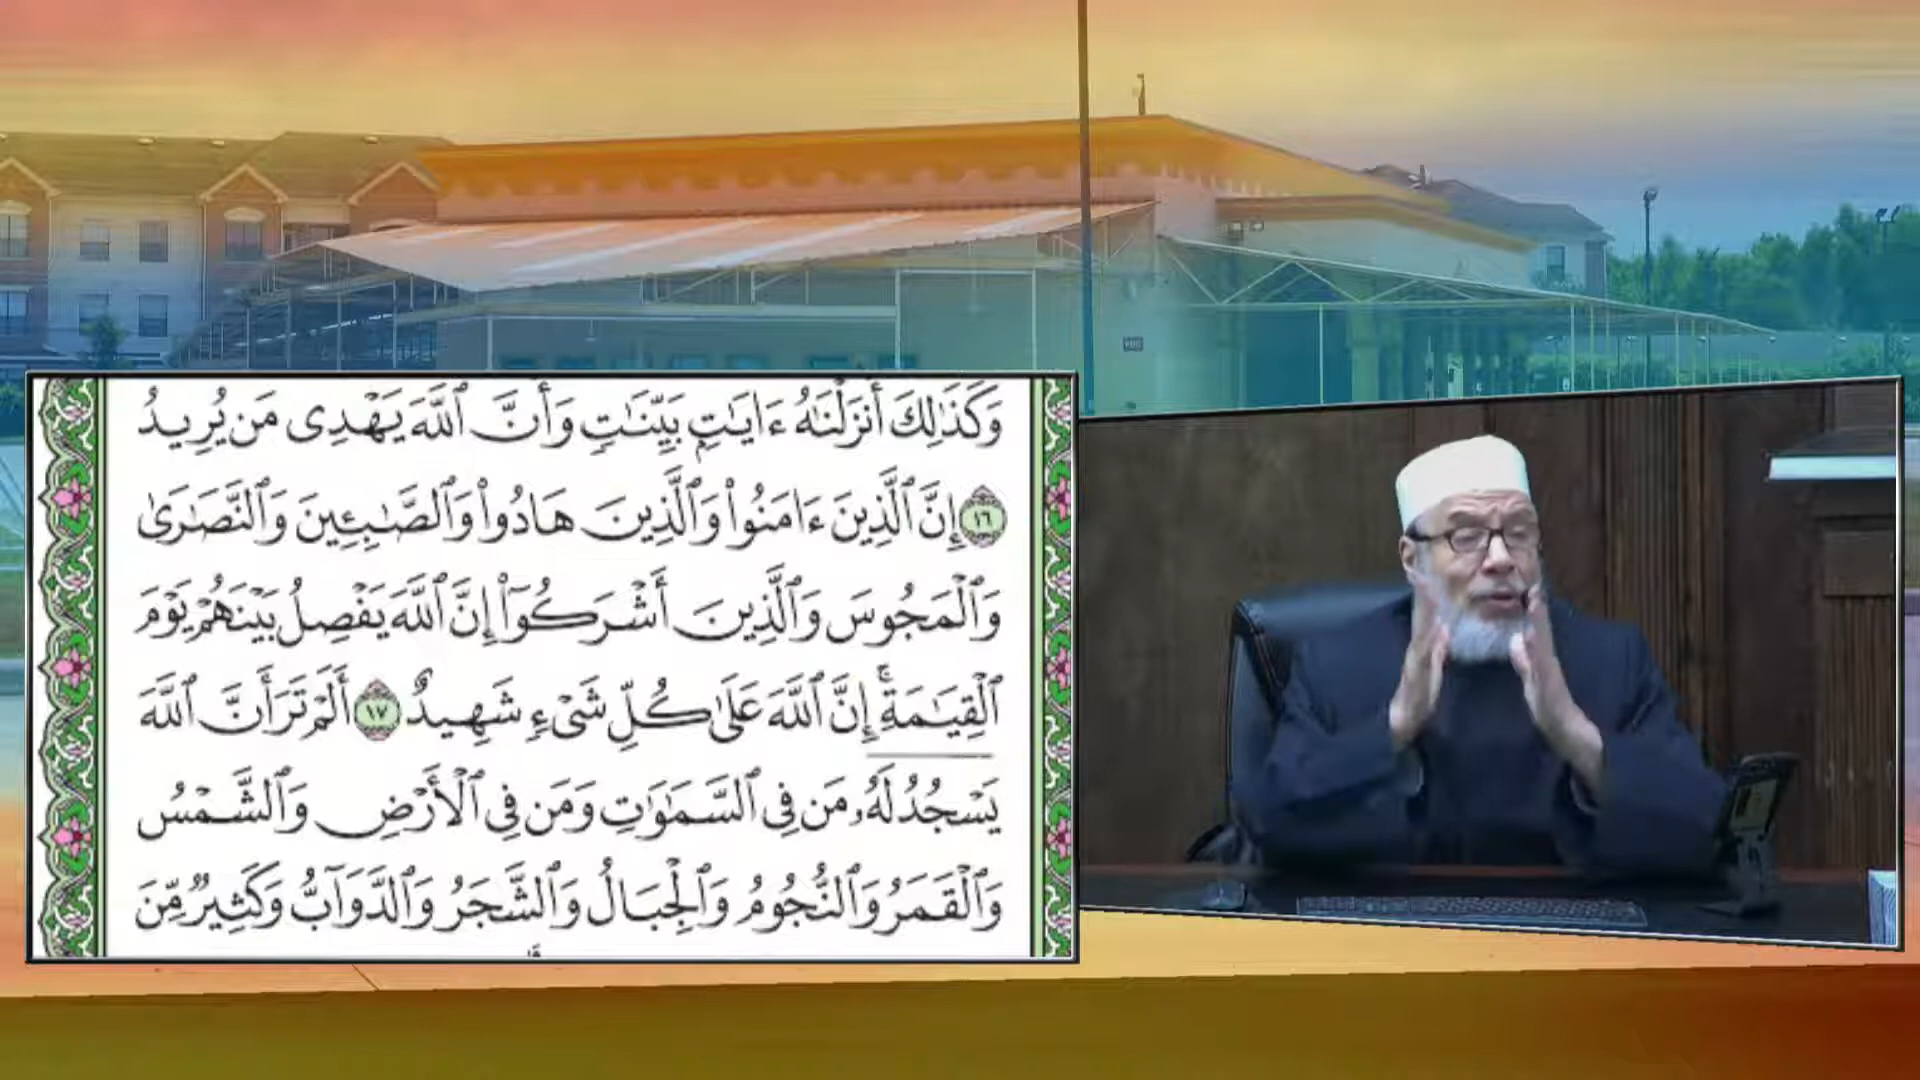 وَكَذَٰلِكَ أَنزَلْنَٰهُ ءَايَٰتٍۭ بَيِّنَٰتٍ وَأَنَّ ٱللَّهَ يَهْدِى مَن يُرِيدُ
١٦ إِنَّ ٱلَّذِينَ ءَامَنُوا۟ وَٱلَّذِينَ هَادُوا۟ وَٱلصَّٰبِـِٔينَ وَٱلنَّصَٰرَىٰ
وَٱلْمَجُوسَ وَٱلَّذِينَ أَشْرَكُوٓا۟ إِنَّ ٱللَّهَ يَفْصِلُ بَيْنَهُمْ يَوْمَ
ٱلْقِيَٰمَةِ ۚ إِنَّ ٱللَّهَ عَلَىٰ كُلِّ شَىْءٍ شَهِيدٌ ١٧ أَلَمْ تَرَ أَنَّ ٱللَّهَ
يَسْجُدُ لَهُۥ مَن فِى ٱلسَّمَٰوَٰتِ وَمَن فِى ٱلْأَرْضِ وَٱلشَّمْسُ
وَٱلْقَمَرُ وَٱلنُّجُومُ وَٱلْجِبَالُ وَٱلشَّجَرُ وَٱلدَّوَآبُّ وَكَثِيرٌ مِّنَ